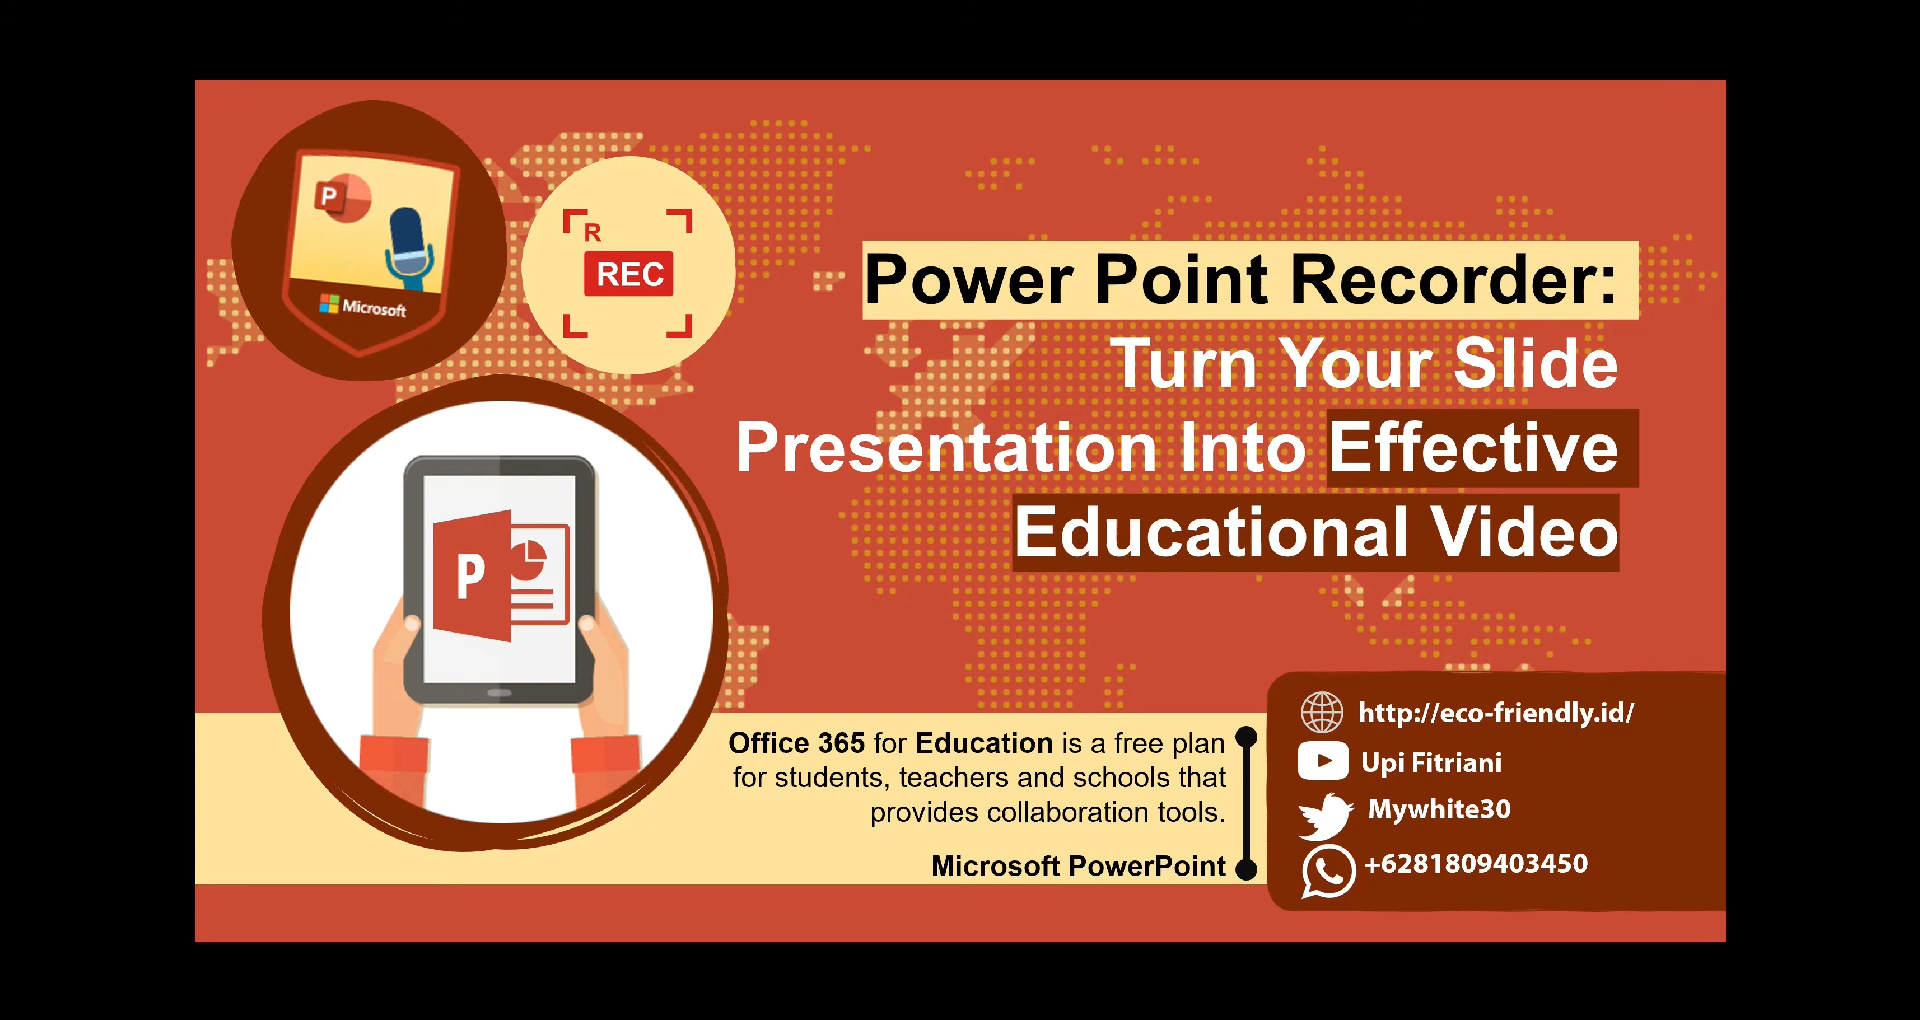 P
Microsoft
R
REC
Power Point Recorder:
Turn Your Slide
Presentation Into Effective
Educational Video
P
Office 365 for Education is a free plan
for students, teachers and schools that
provides collaboration tools.
Microsoft PowerPoint
http://eco-friendly.id/
Upi Fitriani
Mywhite30
+6281809403450